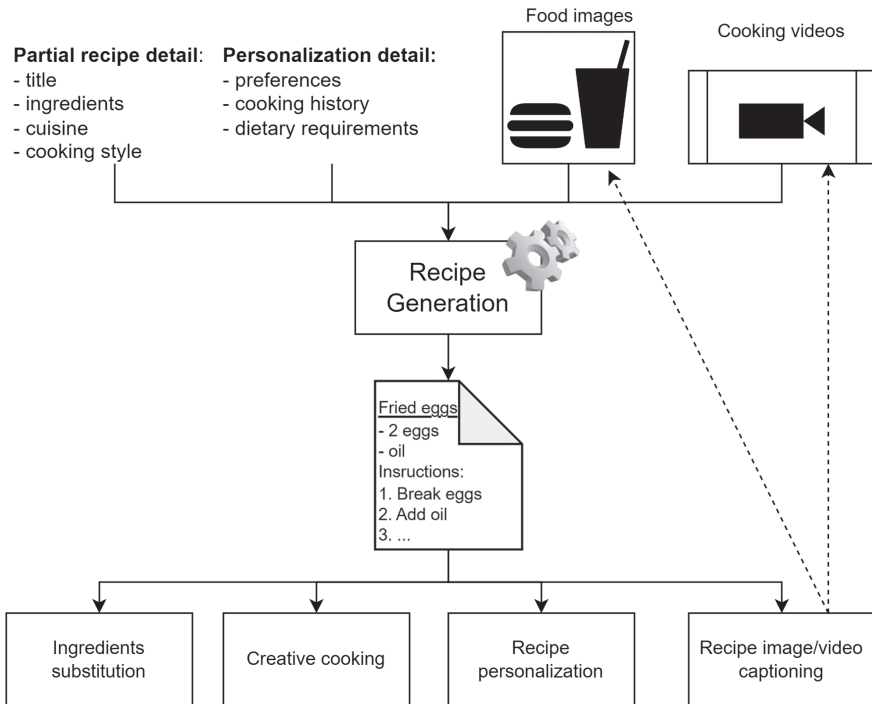 Partial recipe detail:
- title
- ingredients
- cuisine
- cooking style
Personalization detail:
- preferences
- cooking history
- dietary requirements
Food images
Cooking videos
Recipe
Generation
Fried eggs
- 2 eggs
- oil
Insructions:
1. Break eggs
2. Add oil
3. ...
Ingredients
substitution
Creative cooking
Recipe
personalization
Recipe image/video
captioning